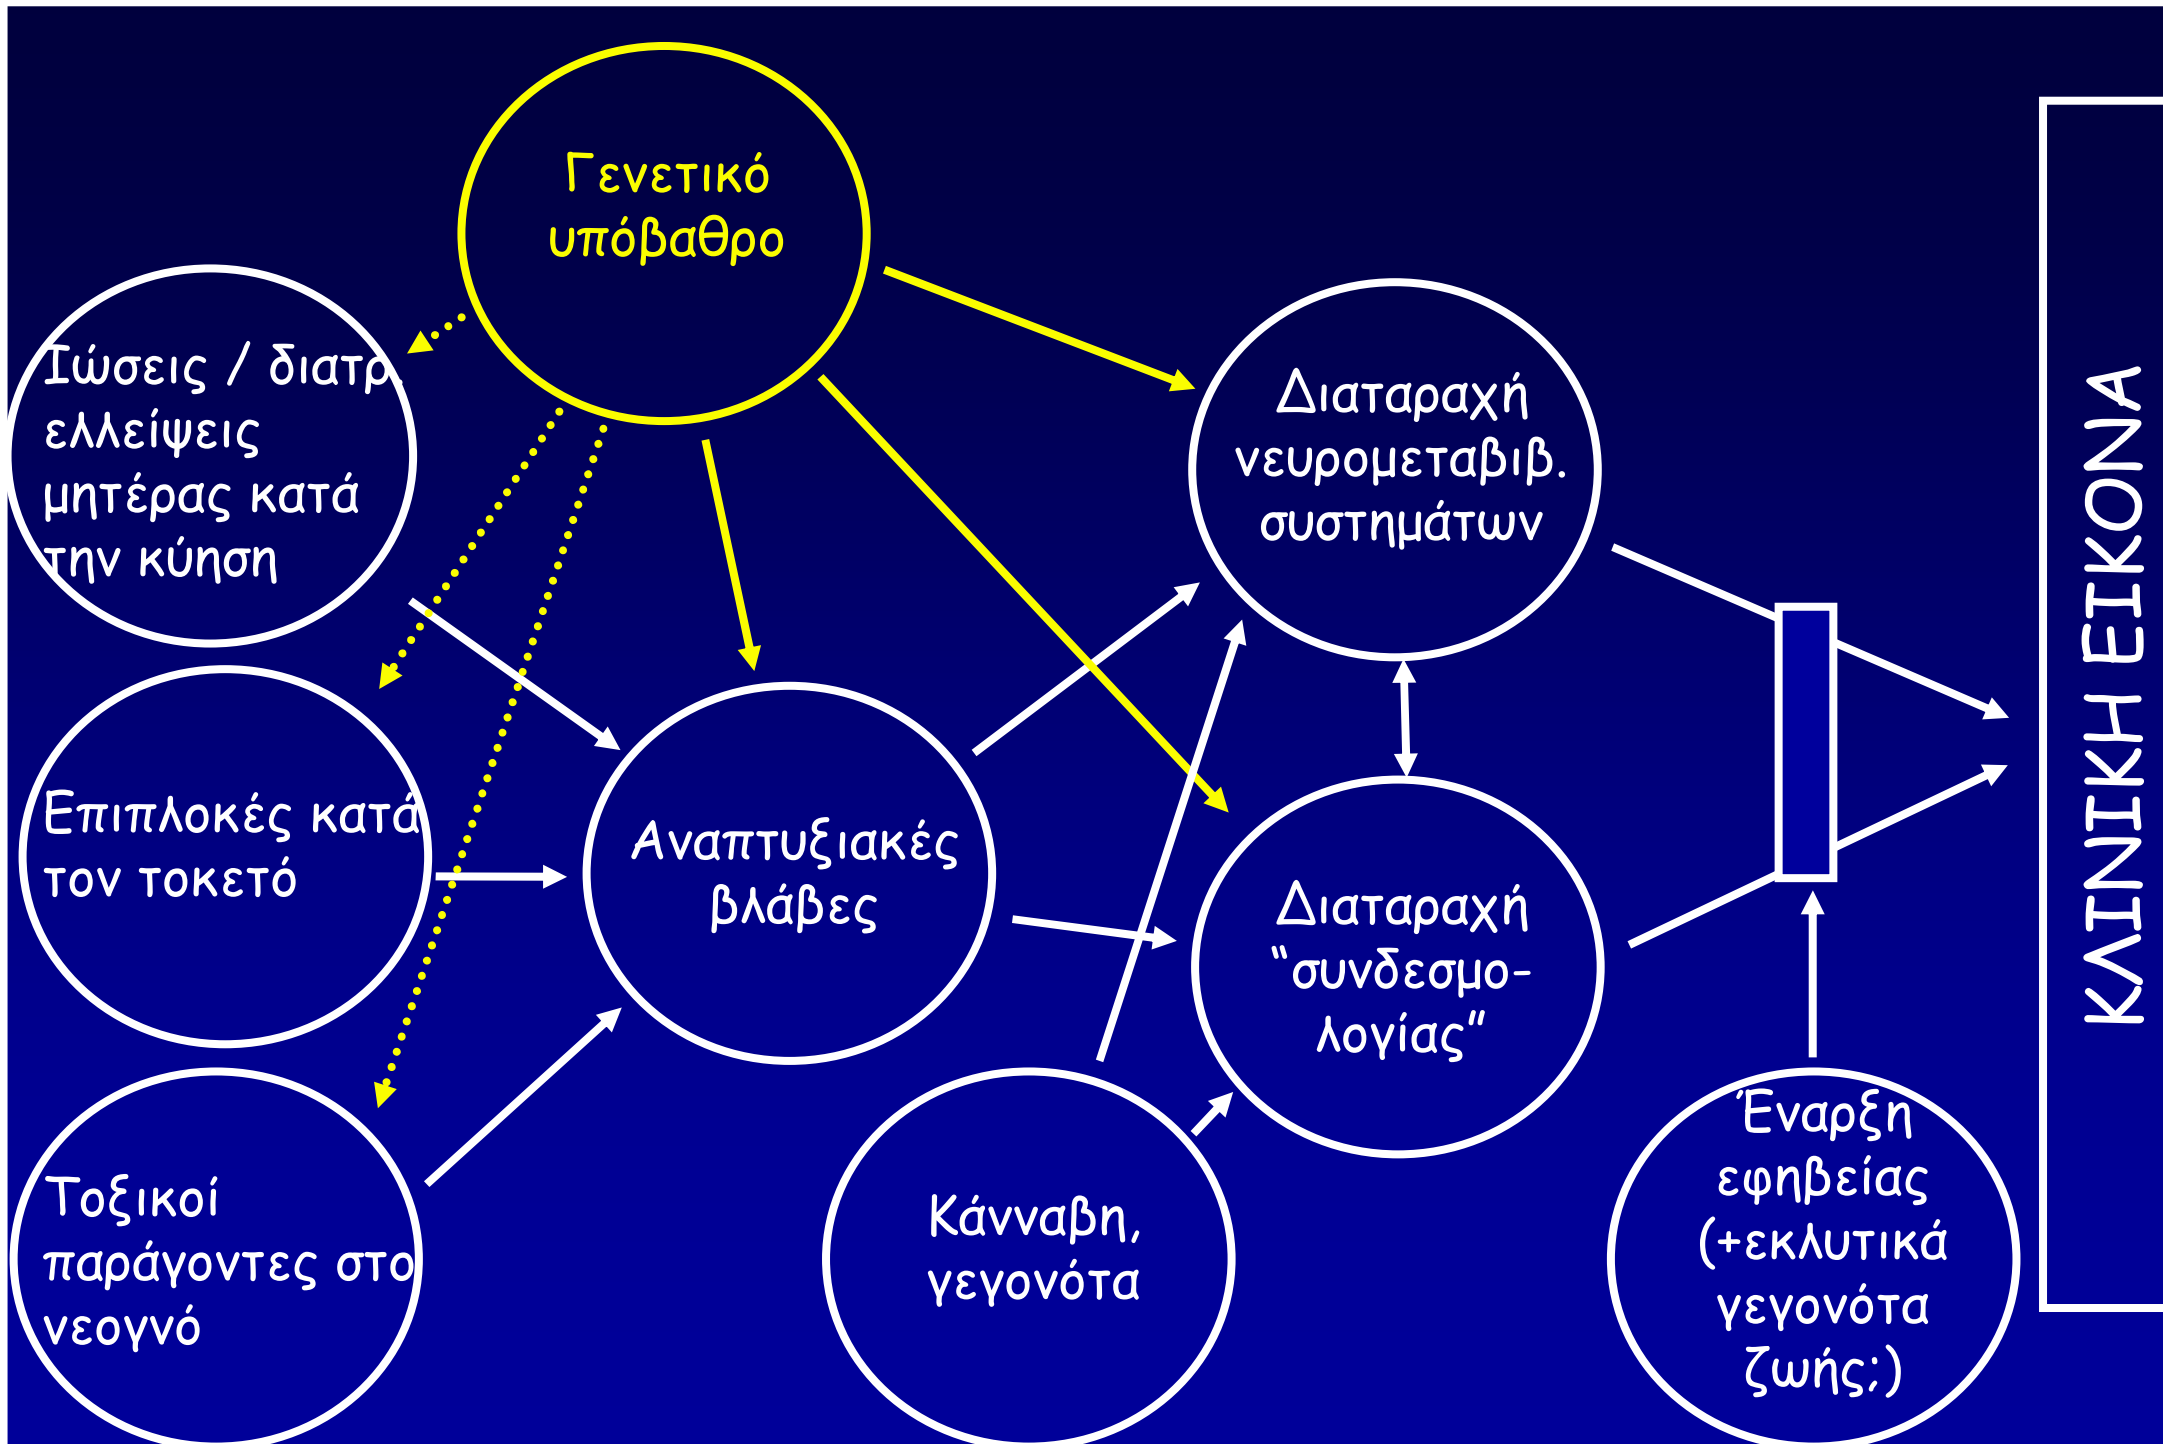 Γενετικό
υπόβαθρο
Ιώσεις / διατρ.
ελλείψεις
μητέρας κατά
την κύηση
Διαταραχή
νευρομεταβιβ.
συστημάτων
Επιπλοκές κατά
τον τοκετό
Αναπτυξιακές
βλάβες
Διαταραχή
"συνδεσμο-
λογίας"
Τοξικοί
παράγοντες στο
νεογνό
Κάνναβη,
γεγονότα
Έναρξη
εφηβείας
(+εκλυτικά
γεγονότα
ζωής;)
ΚΛΙΝΙΚΗ ΕΙΚΟΝΑ